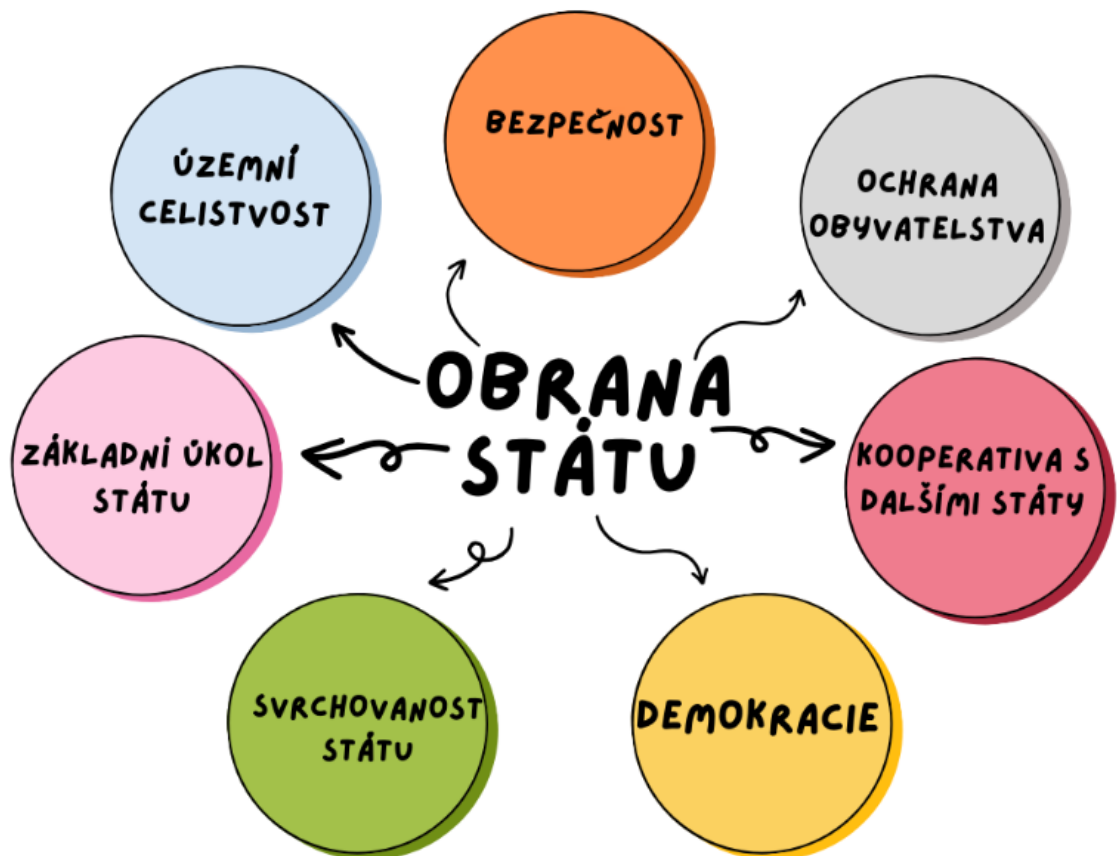 BEZPEČNOST
ÚZEMNÍ
CELISTVOST
OCHRANA
OBYVATELSTVA
OBRANA
STÁTU
ZÁKLADNÍ ÚKOL
STÁTU
KOOPERATIVA S
DALŠÍMI STÁTY
SVRCHOVANOST
STÁTU
DEMOKRACIE